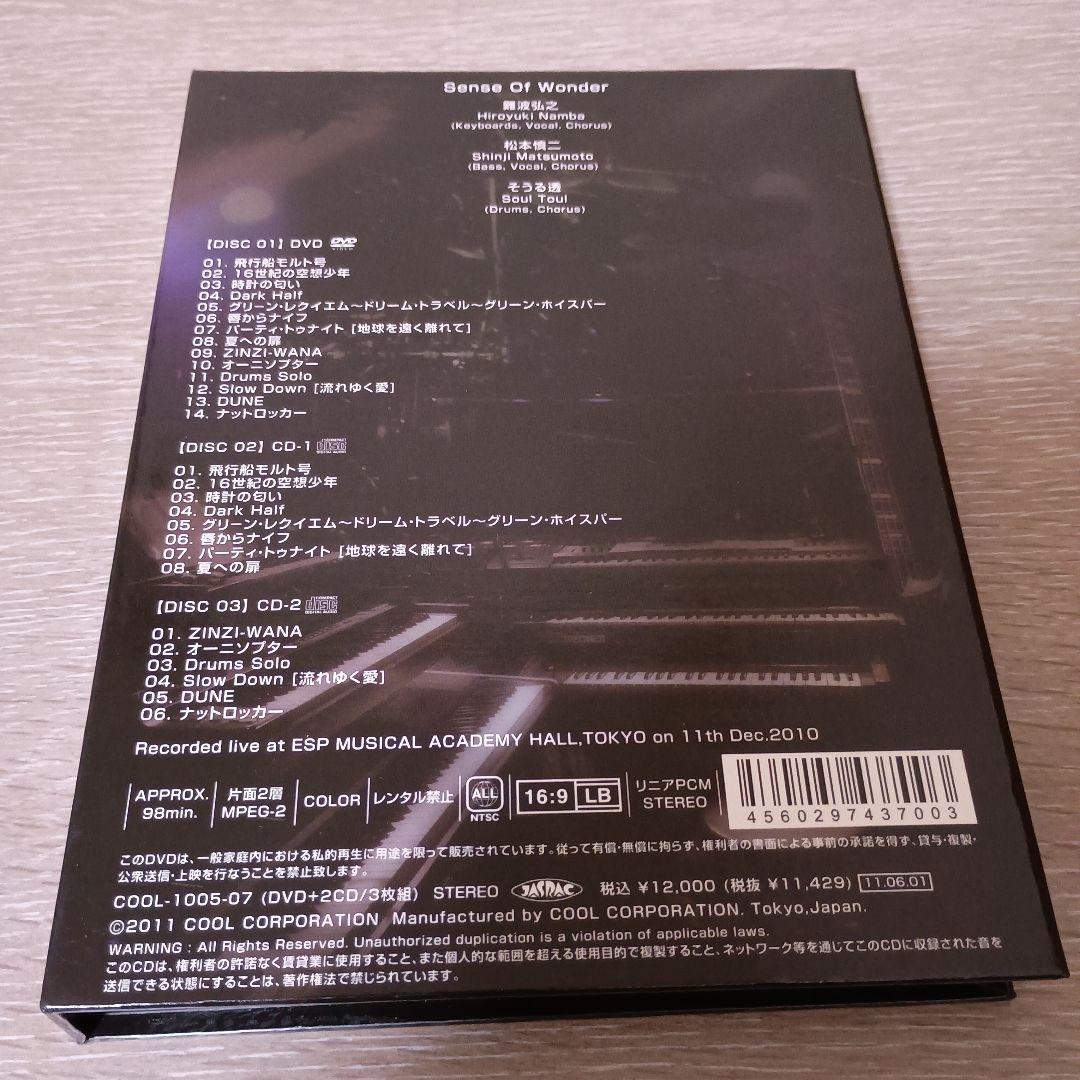 Sense Of Wonder
難波弘之
Hiroyuki Namba
(Keyboards, Vocal, Chorus)
松本慎二
Shinji Matsumoto
(Bass, Vocal, Chorus)
そうる透
Soul Toul
(Drums, Chorus)
【DISC 01】DVD DVD VIDEO
01. 飛行船モルト号
02. 16世紀の空想少年
03. 時計の匂い
04. Dark Half
05. グリーン・レクイエム〜ドリーム・トラベル〜グリーン・ホイスパー
06. 唇からナイフ
07. パーティ・トゥナイト [地球を遠く離れて]
08. 夏への扉
09. ZINZI-WANA
10. オーニソプター
11. Drums Solo
12. Slow Down [流れゆく愛]
13. DUNE
14. ナットロッカー
【DISC 02】CD-1 COMPACT disc DIGITAL AUDIO
01. 飛行船モルト号
02. 16世紀の空想少年
03. 時計の匂い
04. Dark Half
05. グリーン・レクイエム〜ドリーム・トラベル〜グリーン・ホイスパー
06. 唇からナイフ
07. パーティ・トゥナイト [地球を遠く離れて]
08. 夏への扉
【DISC 03】CD-2 COMPACT disc DIGITAL AUDIO
01. ZINZI-WANA
02. オーニソプター
03. Drums Solo
04. Slow Down [流れゆく愛]
05. DUNE
06. ナットロッカー
Recorded live at ESP MUSICAL ACADEMY HALL,TOKYO on 11th Dec.2010
APPROX. 98min.
片面2層 MPEG-2
COLOR
レンタル禁止
ALL NTSC
16:9 LB
リニアPCM STEREO
4560297437003
このDVDは、一般家庭内における私的再生に用途を限って販売されています。従って有償・無償に拘らず、権利者の書面による事前の承諾を得ず、貸与・複製・
公衆送信・上映を行なうことを禁止致します。
COOL-1005-07 (DVD+2CD/3枚組) STEREO JASRAC 税込 ¥12,000 (税抜 ¥11,429) 11.06.01
©2011 COOL CORPORATION. Manufactured by COOL CORPORATION. Tokyo,Japan.
WARNING : All Rights Reserved. Unauthorized duplication is a violation of applicable laws.
このCDは、権利者の許諾なく賃貸業に使用すること、また個人的な範囲を超える使用目的で複製すること、ネットワーク等を通じてこのCDに収録された音を
送信できる状態にすることは、著作権法で禁じられています。